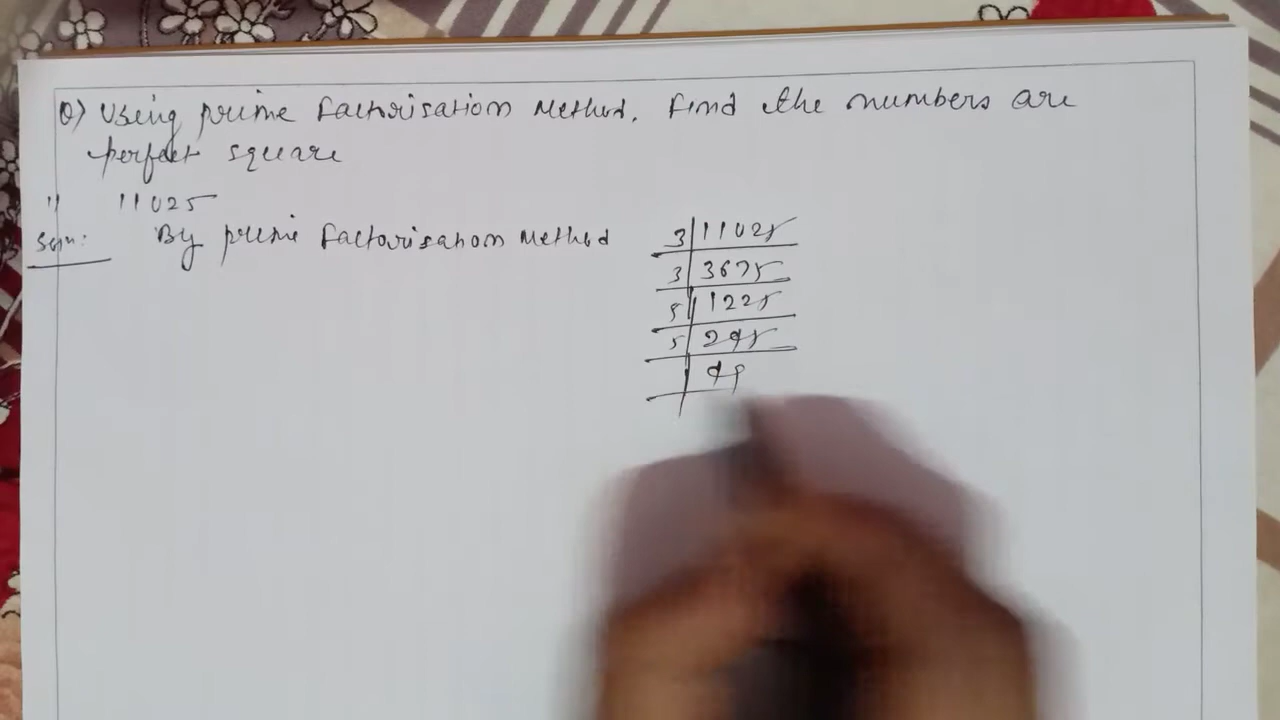 Q) Using prime factorisation Method. Find the numbers are
perfect square
1) 11025
Soln: By prime factorisation Method
3 | 11025
3 | 3675
5 | 1225
5 | 245
49